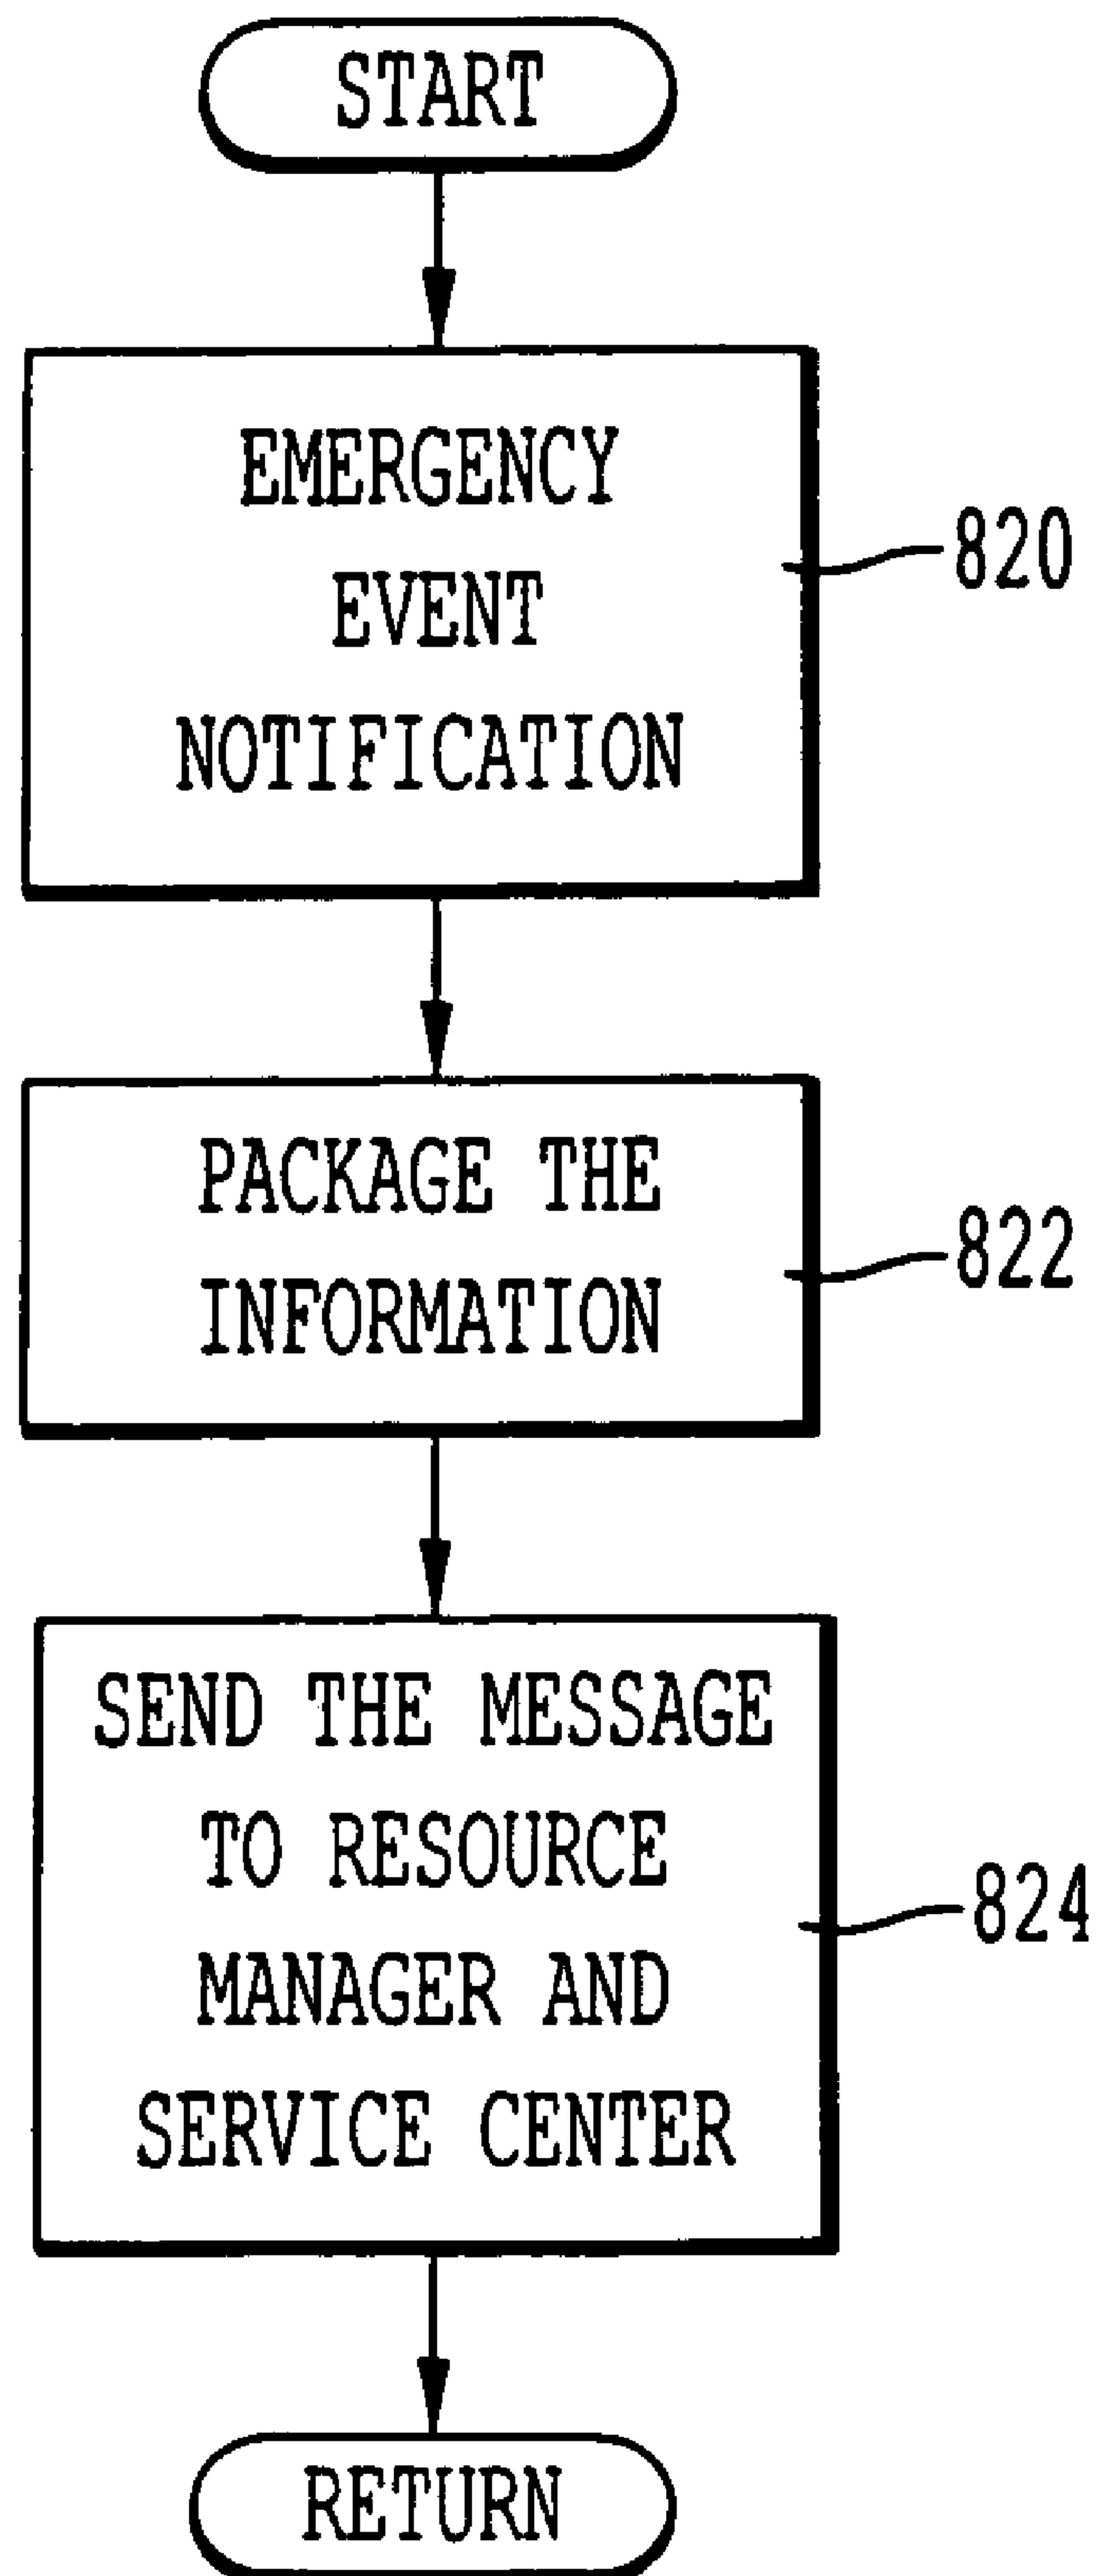 START
EMERGENCY
EVENT
NOTIFICATION
820
PACKAGE THE
INFORMATION
822
SEND THE MESSAGE
TO RESOURCE
MANAGER AND
SERVICE CENTER
824
RETURN